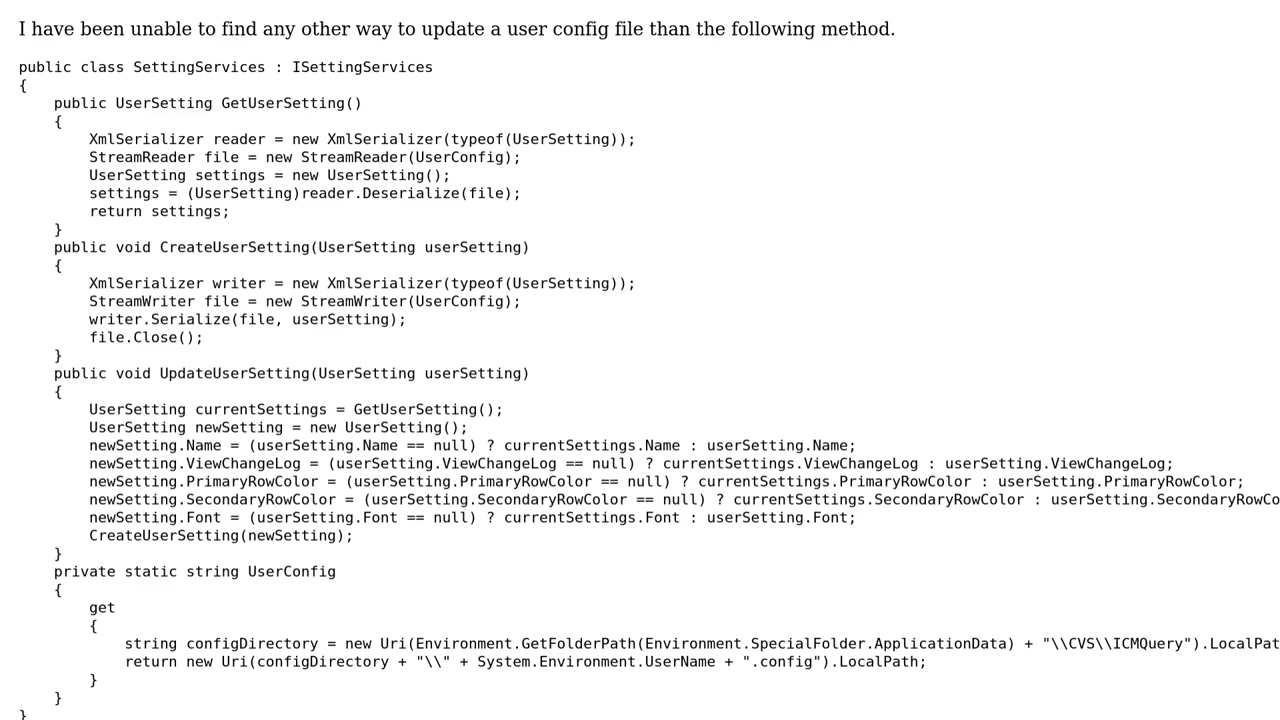 I have been unable to find any other way to update a user config file than the following method.
public class SettingServices : ISettingServices
{
    public UserSetting GetUserSetting()
    {
        XmlSerializer reader = new XmlSerializer(typeof(UserSetting));
        StreamReader file = new StreamReader(UserConfig);
        UserSetting settings = new UserSetting();
        settings = (UserSetting)reader.Deserialize(file);
        return settings;
    }
    public void CreateUserSetting(UserSetting userSetting)
    {
        XmlSerializer writer = new XmlSerializer(typeof(UserSetting));
        StreamWriter file = new StreamWriter(UserConfig);
        writer.Serialize(file, userSetting);
        file.Close();
    }
    public void UpdateUserSetting(UserSetting userSetting)
    {
        UserSetting currentSettings = GetUserSetting();
        UserSetting newSetting = new UserSetting();
        newSetting.Name = (userSetting.Name == null) ? currentSettings.Name : userSetting.Name;
        newSetting.ViewChangeLog = (userSetting.ViewChangeLog == null) ? currentSettings.ViewChangeLog : userSetting.ViewChangeLog;
        newSetting.PrimaryRowColor = (userSetting.PrimaryRowColor == null) ? currentSettings.PrimaryRowColor : userSetting.PrimaryRowColor;
        newSetting.SecondaryRowColor = (userSetting.SecondaryRowColor == null) ? currentSettings.SecondaryRowColor : userSetting.SecondaryRowCo
        newSetting.Font = (userSetting.Font == null) ? currentSettings.Font : userSetting.Font;
        CreateUserSetting(newSetting);
    }
    private static string UserConfig
    {
        get
        {
            string configDirectory = new Uri(Environment.GetFolderPath(Environment.SpecialFolder.ApplicationData) + "\\CVS\\ICMQuery").LocalPat
            return new Uri(configDirectory + "\\" + System.Environment.UserName + ".config").LocalPath;
        }
    }
}